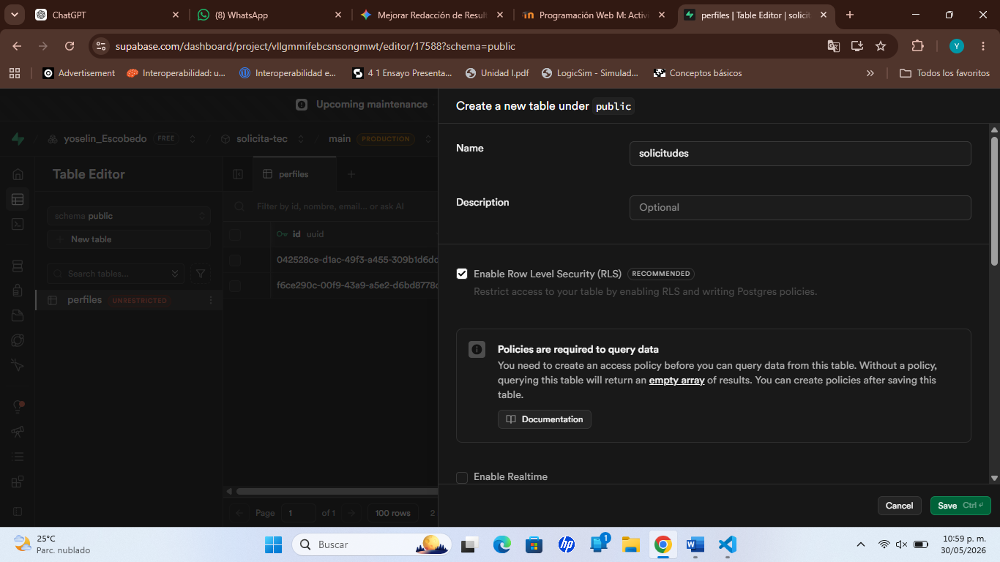 ChatGPT
(8) WhatsApp
Mejorar Redacción de Result
Programación Web M: Activi
perfiles | Table Editor | solicit
supabase.com/dashboard/project/vllgmmifebcsnsongmwt/editor/17588?schema=public
Y
Advertisement
Interoperabilidad: u...
Interoperabilidad e...
4 1 Ensayo Presenta...
Unidad I.pdf
LogicSim - Simulad...
Conceptos básicos
Todos los favoritos
Upcoming maintenance
yoselin_Escobedo
FREE
solicita-tec
main
PRODUCTION
Table Editor
perfiles
schema public
New table
Search tables...
perfiles
UNRESTRICTED
Filter by id, nombre, email... or ask AI
id uuid
042528ce-d1ac-49f3-a455-309b1d6dc
f6ce290c-00f9-43a9-a5e2-d6bd8778c
Page
1
of 1
100 rows
2
Create a new table under public
Name
solicitudes
Description
Optional
Enable Row Level Security (RLS)
RECOMMENDED
Restrict access to your table by enabling RLS and writing Postgres policies.
Policies are required to query data
You need to create an access policy before you can query data from this table. Without a policy,
querying this table will return an empty array of results. You can create policies after saving this
table.
Documentation
Enable Realtime
Cancel
Save Ctrl
25°C
Parc. nublado
Buscar
1
10:59 p. m.
30/05/2026